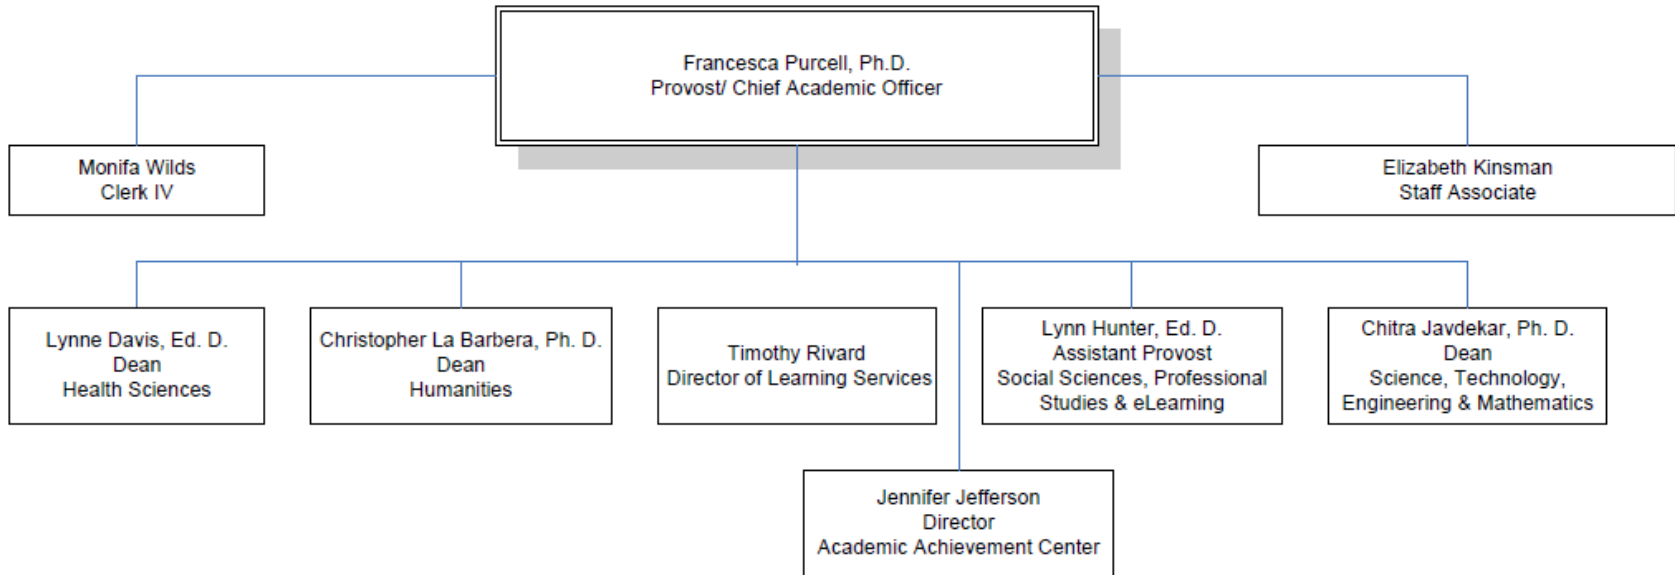 Francesca Purcell, Ph.D.
Provost/ Chief Academic Officer
Monifa Wilds
Clerk IV
Elizabeth Kinsman
Staff Associate
Lynne Davis, Ed. D.
Dean
Health Sciences
Christopher La Barbera, Ph. D.
Dean
Humanities
Timothy Rivard
Director of Learning Services
Lynn Hunter, Ed. D.
Assistant Provost
Social Sciences, Professional
Studies & eLearning
Chitra Javdekar, Ph. D.
Dean
Science, Technology,
Engineering & Mathematics
Jennifer Jefferson
Director
Academic Achievement Center